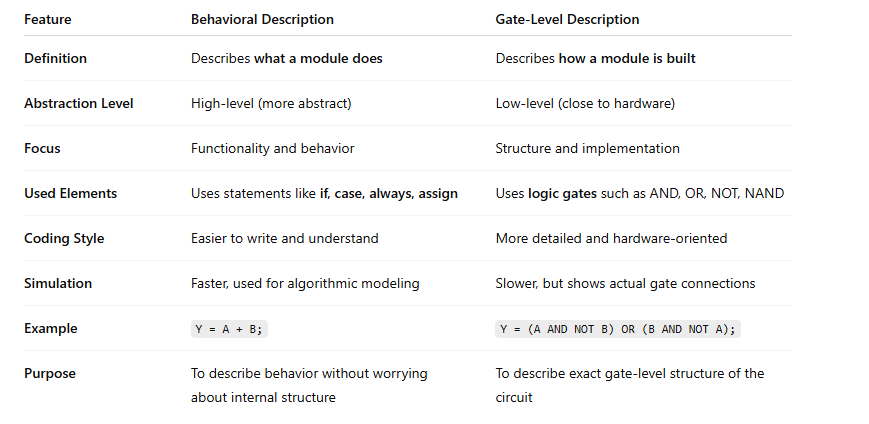 Feature Behavioral Description Gate-Level Description
Definition Describes what a module does Describes how a module is built
Abstraction Level High-level (more abstract) Low-level (close to hardware)
Focus Functionality and behavior Structure and implementation
Used Elements Uses statements like if, case, always, assign Uses logic gates such as AND, OR, NOT, NAND
Coding Style Easier to write and understand More detailed and hardware-oriented
Simulation Faster, used for algorithmic modeling Slower, but shows actual gate connections
Example Y = A + B; Y = (A AND NOT B) OR (B AND NOT A);
Purpose To describe behavior without worrying To describe exact gate-level structure of the
about internal structure circuit